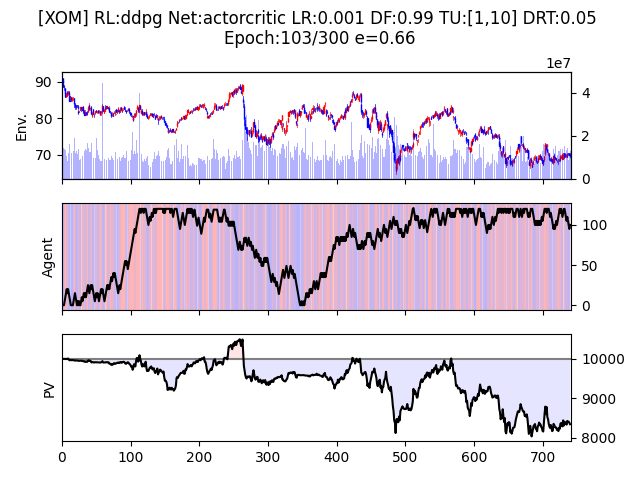 [XOM] RL:ddpg Net:actorcritic LR:0.001 DF:0.99 TU:[1,10] DRT:0.05
Epoch:103/300 e=0.66
1e7
90
80
70
Env.
4
2
0
Agent
100
50
0
PV
10000
9000
8000
0 100 200 300 400 500 600 700